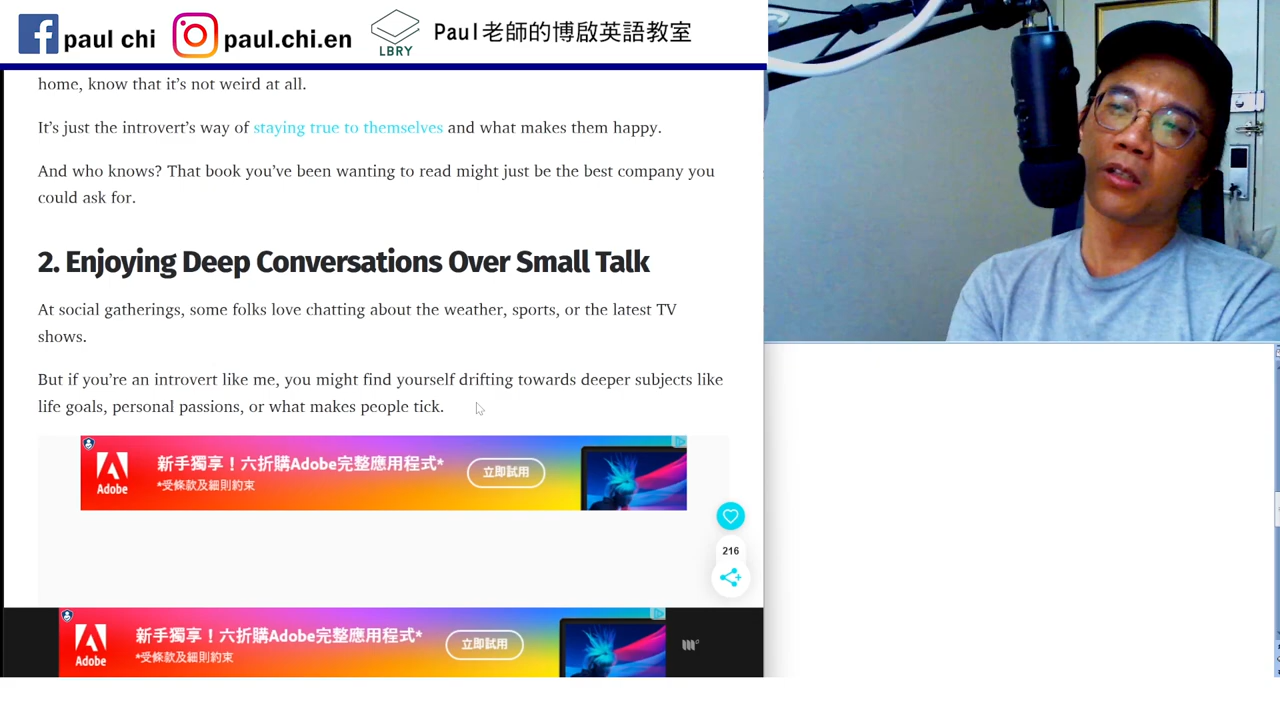 paul chi
paul.chi.en
LBRY
Paul老師的博啟英語教室
home, know that it's not weird at all.
It's just the introvert's way of staying true to themselves and what makes them happy.
And who knows? That book you've been wanting to read might just be the best company you
could ask for.
2. Enjoying Deep Conversations Over Small Talk
At social gatherings, some folks love chatting about the weather, sports, or the latest TV
shows.
But if you're an introvert like me, you might find yourself drifting towards deeper subjects like
life goals, personal passions, or what makes people tick.
Adobe
新手獨享！六折購Adobe完整應用程式*
*受條款及細則約束
立即試用
216
Adobe
新手獨享！六折購Adobe完整應用程式*
*受條款及細則約束
立即試用